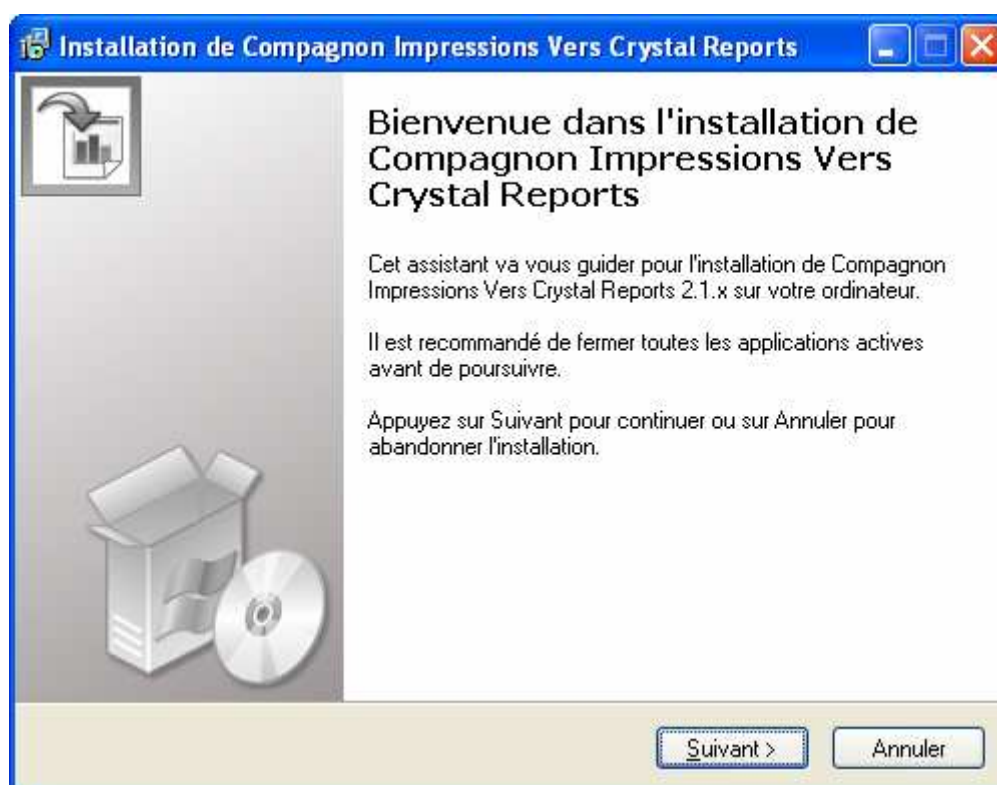 Installation de Compagnon Impressions Vers Crystal Reports
Bienvenue dans l'installation de
Compagnon Impressions Vers
Crystal Reports
Cet assistant va vous guider pour l'installation de Compagnon
Impressions Vers Crystal Reports 2.1.x sur votre ordinateur.
Il est recommandé de fermer toutes les applications actives
avant de poursuivre.
Appuyez sur Suivant pour continuer ou sur Annuler pour
abandonner l'installation.
Suivant >
Annuler